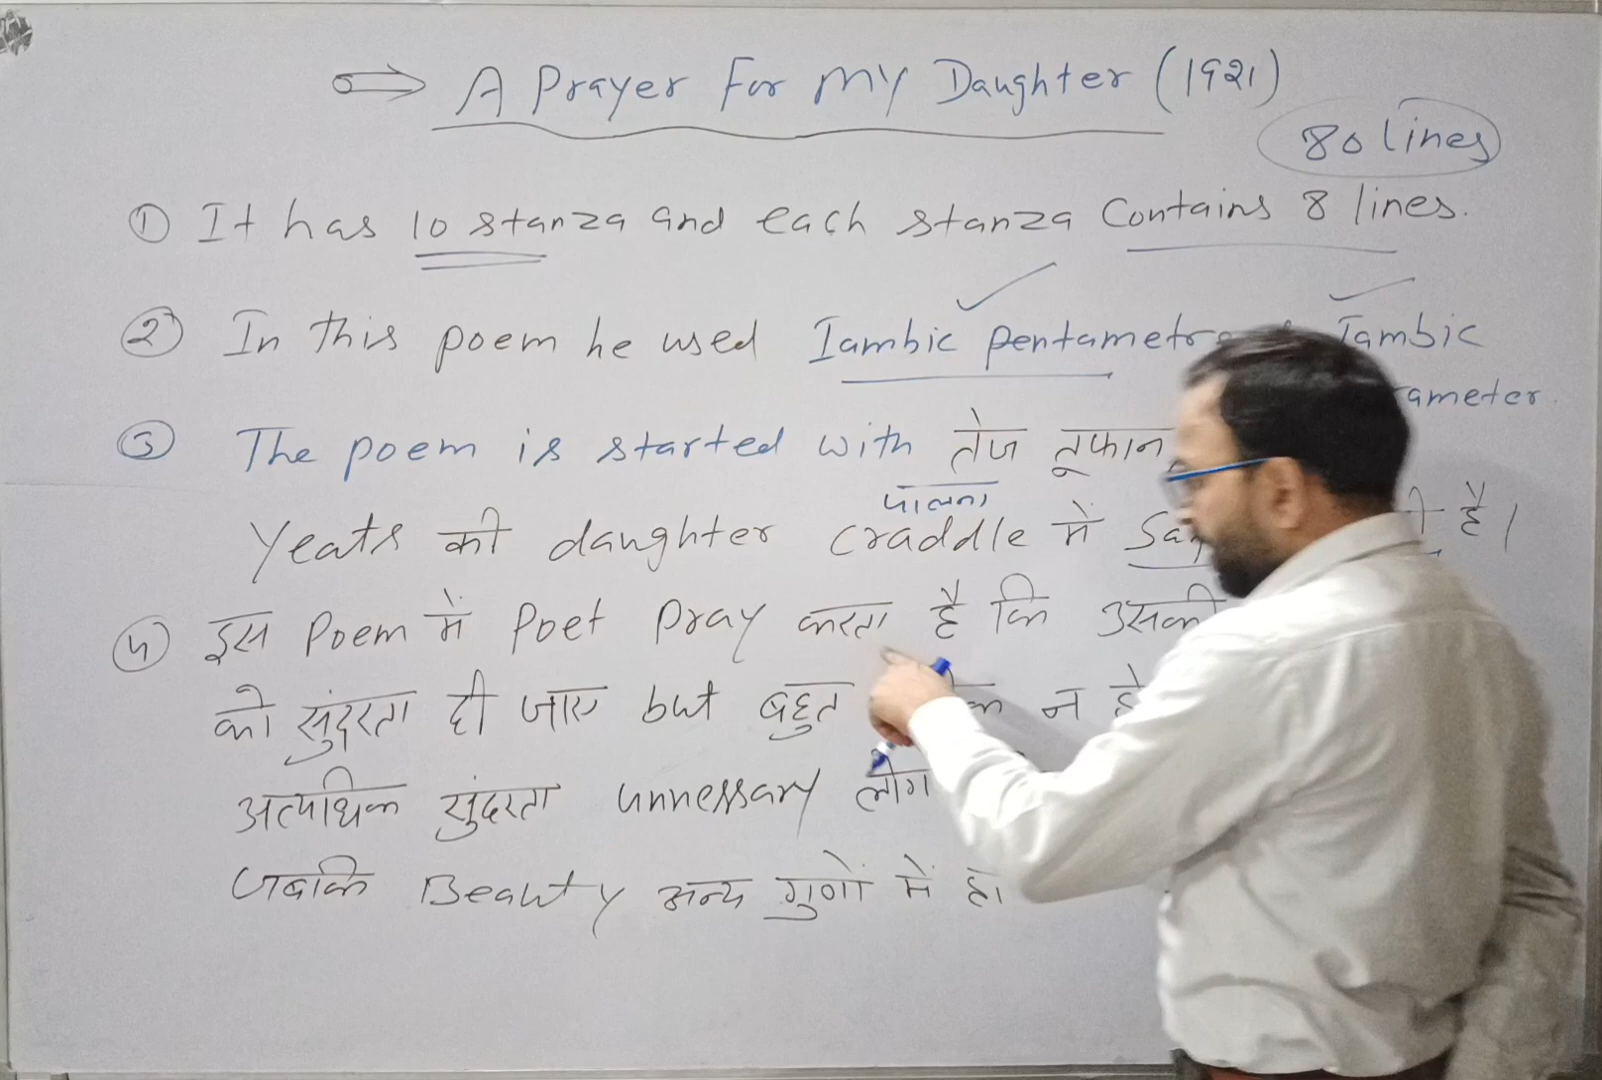 A Prayer For My Daughter (1921)
80 lines
① It has 10 stanza and each stanza Contains 8 lines.
② In this poem he used Iambic pentametre Iambic
ameter.
③ The poem is started with तेज तूफान
पालना
Yeats की daughter craddle में है।
④ इस Poem में Poet Pray करता है कि उसकी
को सुंदरता दी जाए but बहुत न
अत्यधिक सुंदरता unnessary लोग
जबकि Beauty अन्य गुणों में